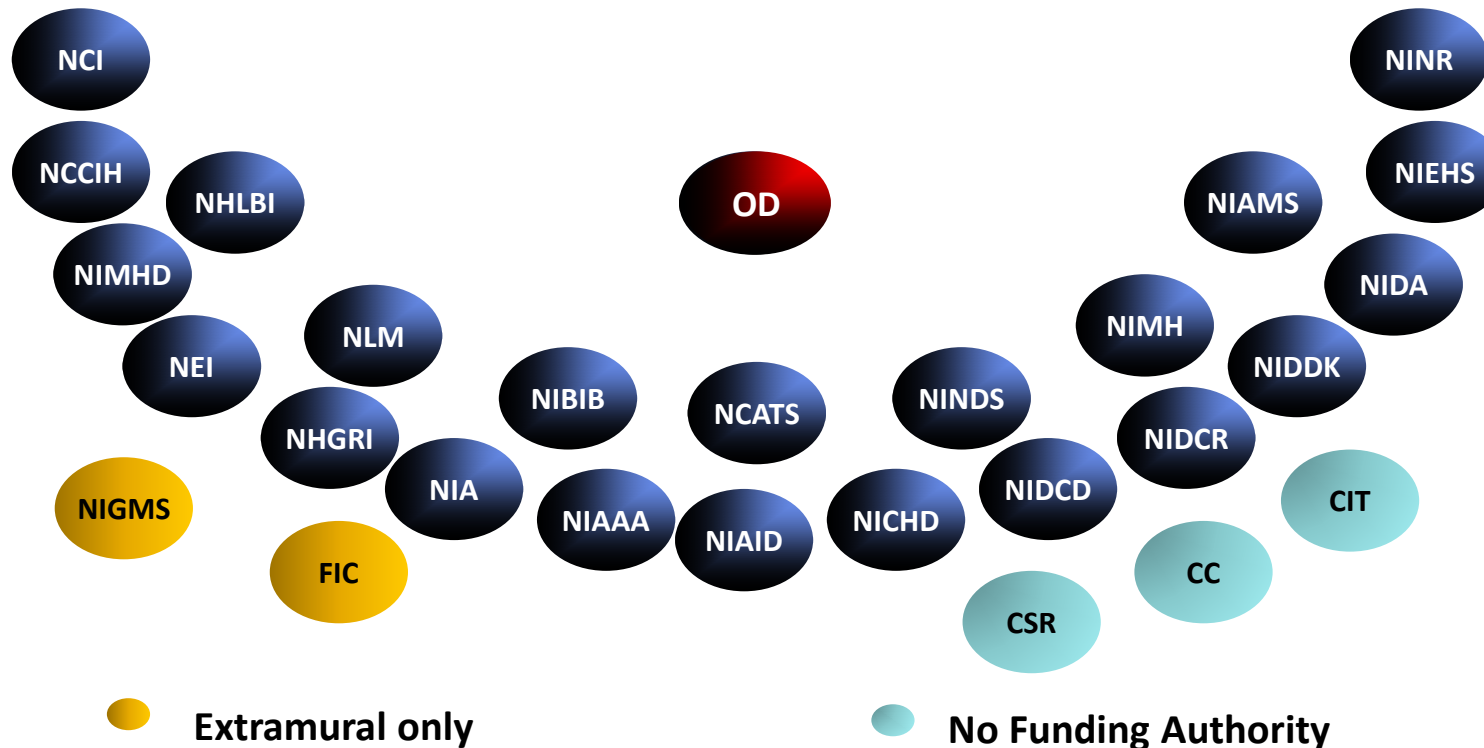 NCI
NINR
NCCIH
NHLBI
OD
NIAMS
NIEHS
NIMHD
NIDA
NEI
NLM
NIMH
NIDDK
NIBIB
NCATS
NINDS
NHGRI
NIDCR
NIA
NIDCD
NIGMS
NIAAA
NIAID
NICHD
CIT
FIC
CC
CSR
Extramural only
No Funding Authority